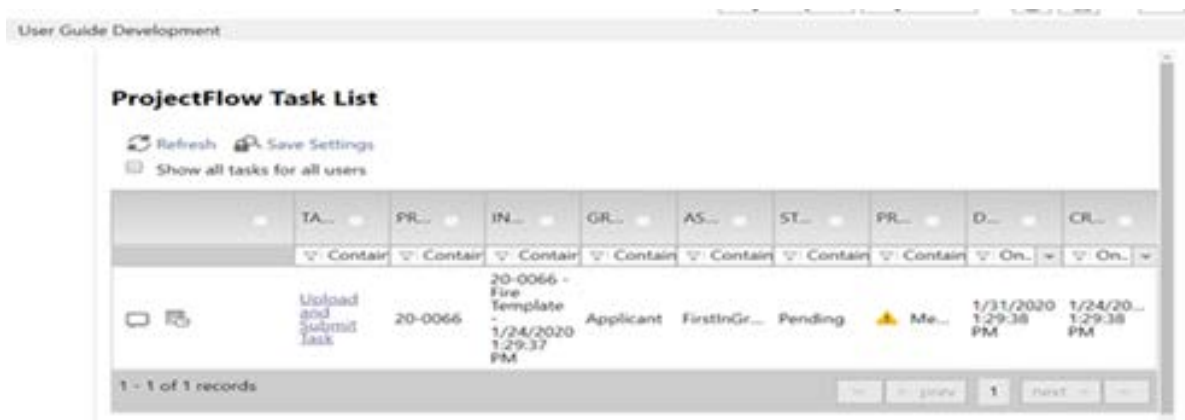 User Guide Development
ProjectFlow Task List
Refresh Save Settings
Show all tasks for all users
TA... PR... IN... GR... AS... ST... PR... D... CR...
Contain Contain Contain Contain Contain Contain Contain On.. On..
Upload and Submit Task
20-0066
20-0066 - Fire Template - 1/24/2020 1:29:37 PM
Applicant
FirstInGr...
Pending
Me...
1/31/2020 1:29:38 PM
1/24/20... 1:29:38 PM
1 - 1 of 1 records
prev 1 next